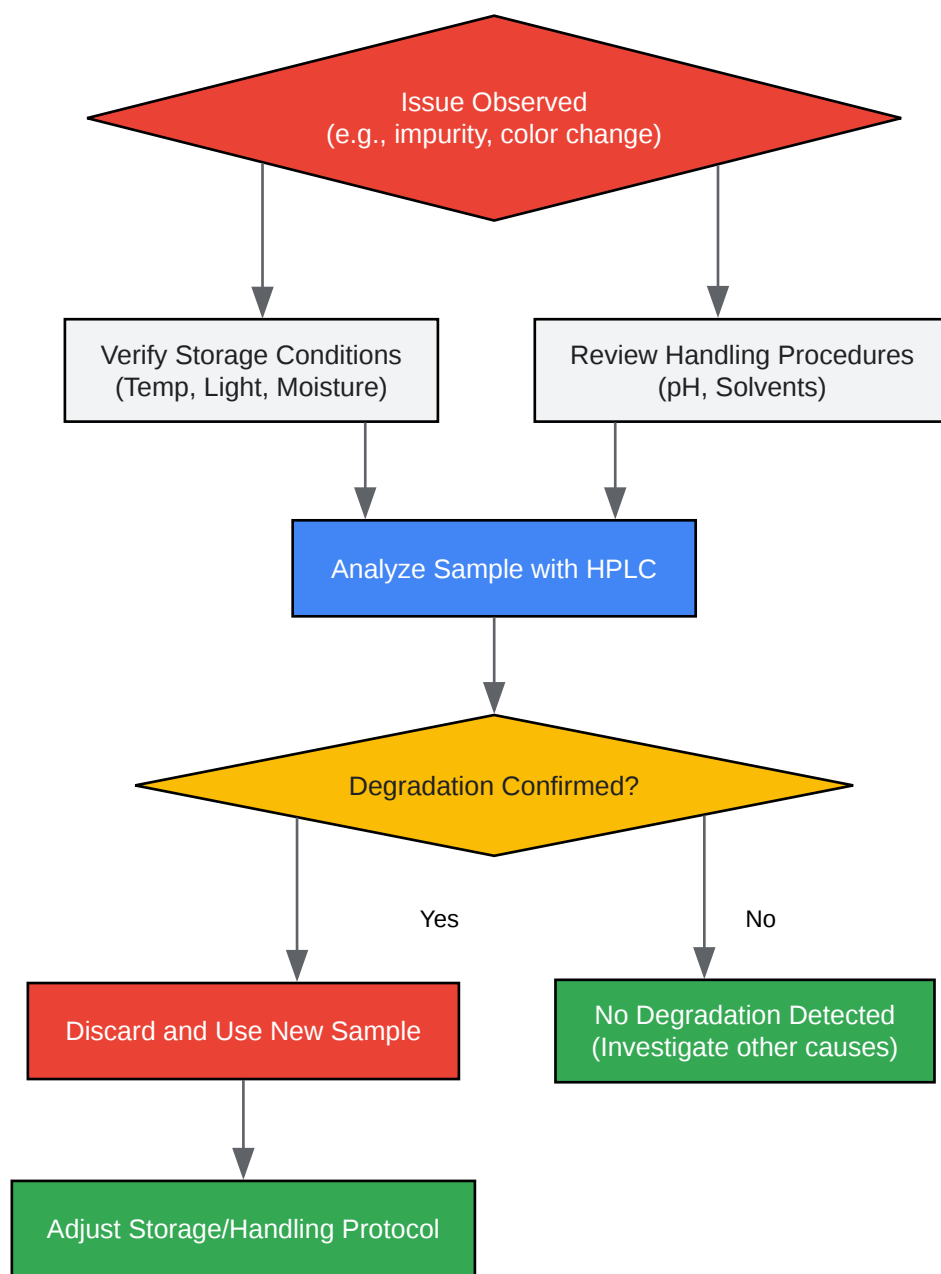 Issue Observed
(e.g., impurity, color change)
Verify Storage Conditions
(Temp, Light, Moisture)
Review Handling Procedures
(pH, Solvents)
Analyze Sample with HPLC
Degradation Confirmed?
Yes
No
Discard and Use New Sample
No Degradation Detected
(Investigate other causes)
Adjust Storage/Handling Protocol